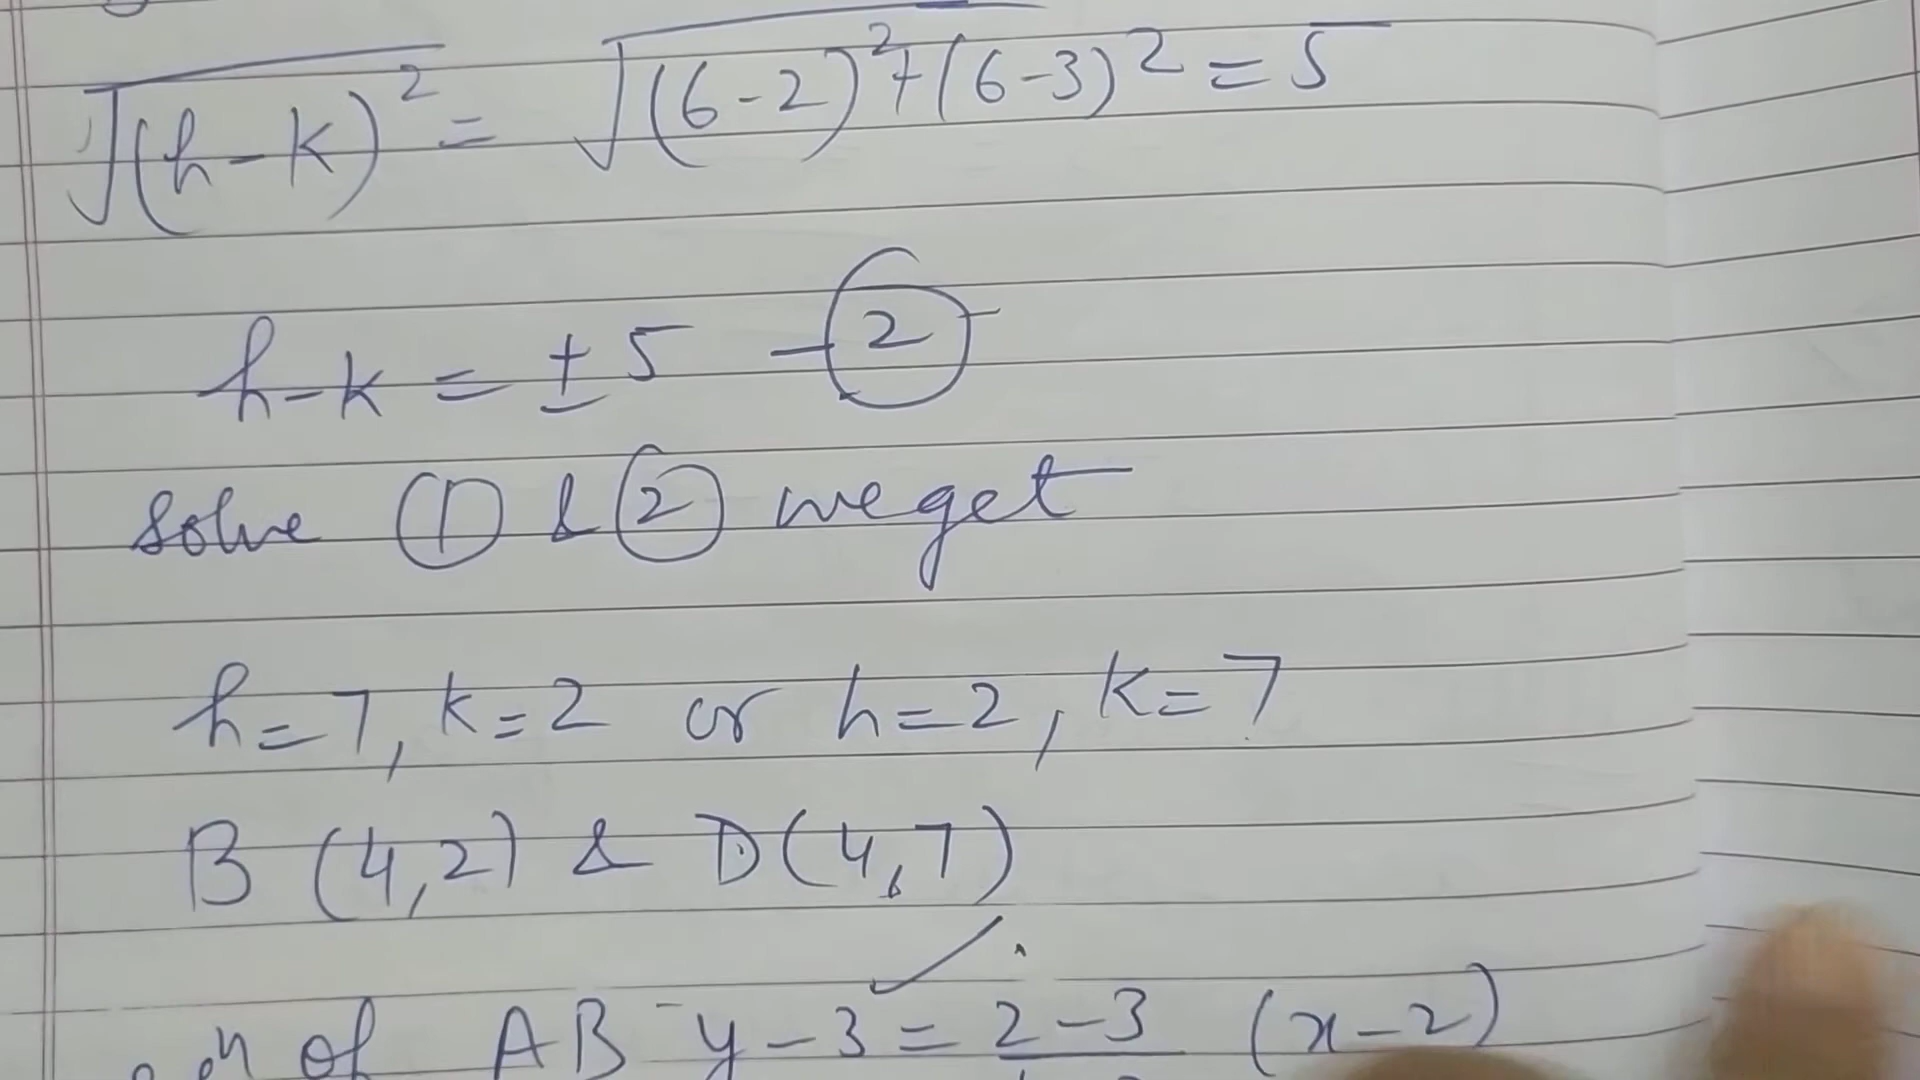 √(h-k)² = √(6-2)²+(6-3)² = 5
h-k = ±5 —②
solve ① & ② we get
h=7, k=2 or h=2, k=7
B (4,2) & D(4,7)
of AB y-3 = 2-3 (x-2)